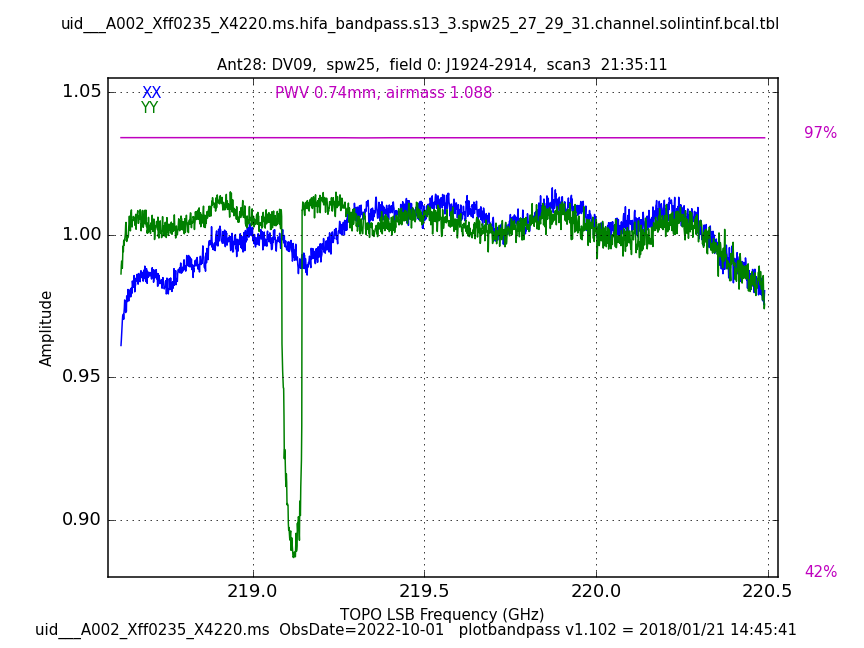 uid___A002_Xff0235_X4220.ms.hifa_bandpass.s13_3.spw25_27_29_31.channel.solintinf.bcal.tbl
Ant28: DV09,  spw25,  field 0: J1924-2914,  scan3  21:35:11
XX
YY
PWV 0.74mm, airmass 1.088
97%
42%
1.05
1.00
0.95
0.90
Amplitude
219.0
219.5
220.0
220.5
TOPO LSB Frequency (GHz)
uid___A002_Xff0235_X4220.ms  ObsDate=2022-10-01   plotbandpass v1.102 = 2018/01/21 14:45:41